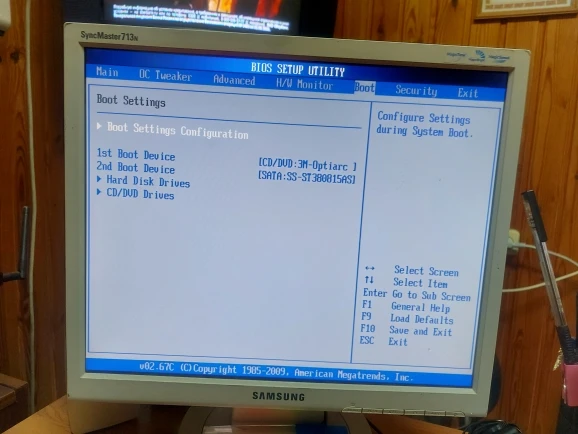 SyncMaster 713N
BIOS SETUP UTILITY
Main OC Tweaker Advanced H/W Monitor Boot Security Exit
Boot Settings
Configure Settings
during System Boot.
▶ Boot Settings Configuration
1st Boot Device [CD/DVD:3M-Optiarc ]
2nd Boot Device [SATA:SS-ST380815AS]
▶ Hard Disk Drives
▶ CD/DVD Drives
↔ Select Screen
↑↓ Select Item
Enter Go to Sub Screen
F1 General Help
F9 Load Defaults
F10 Save and Exit
ESC Exit
v02.67C (C)Copyright 1985-2009, American Megatrends, Inc.
SAMSUNG